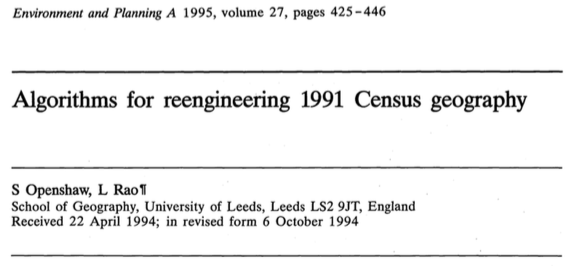 Environment and Planning A 1995, volume 27, pages 425-446
Algorithms for reengineering 1991 Census geography
S Openshaw, L Rao¶
School of Geography, University of Leeds, Leeds LS2 9JT, England
Received 22 April 1994; in revised form 6 October 1994